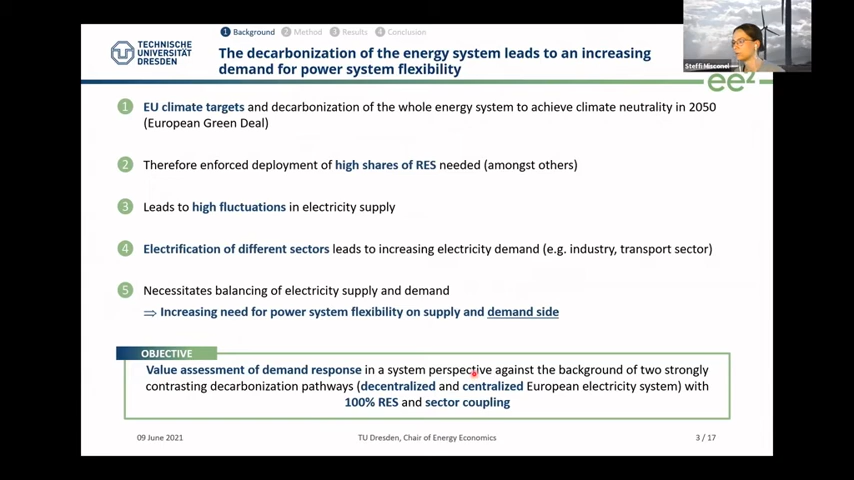 1 Background 2 Method 3 Results 4 Conclusion
TECHNISCHE
UNIVERSITÄT
DRESDEN
The decarbonization of the energy system leads to an increasing
demand for power system flexibility
Steffi Misconel
ee2
1 EU climate targets and decarbonization of the whole energy system to achieve climate neutrality in 2050
(European Green Deal)
2 Therefore enforced deployment of high shares of RES needed (amongst others)
3 Leads to high fluctuations in electricity supply
4 Electrification of different sectors leads to increasing electricity demand (e.g. industry, transport sector)
5 Necessitates balancing of electricity supply and demand
⇒ Increasing need for power system flexibility on supply and demand side
OBJECTIVE
Value assessment of demand response in a system perspective against the background of two strongly
contrasting decarbonization pathways (decentralized and centralized European electricity system) with
100% RES and sector coupling
09 June 2021 TU Dresden, Chair of Energy Economics 3 / 17